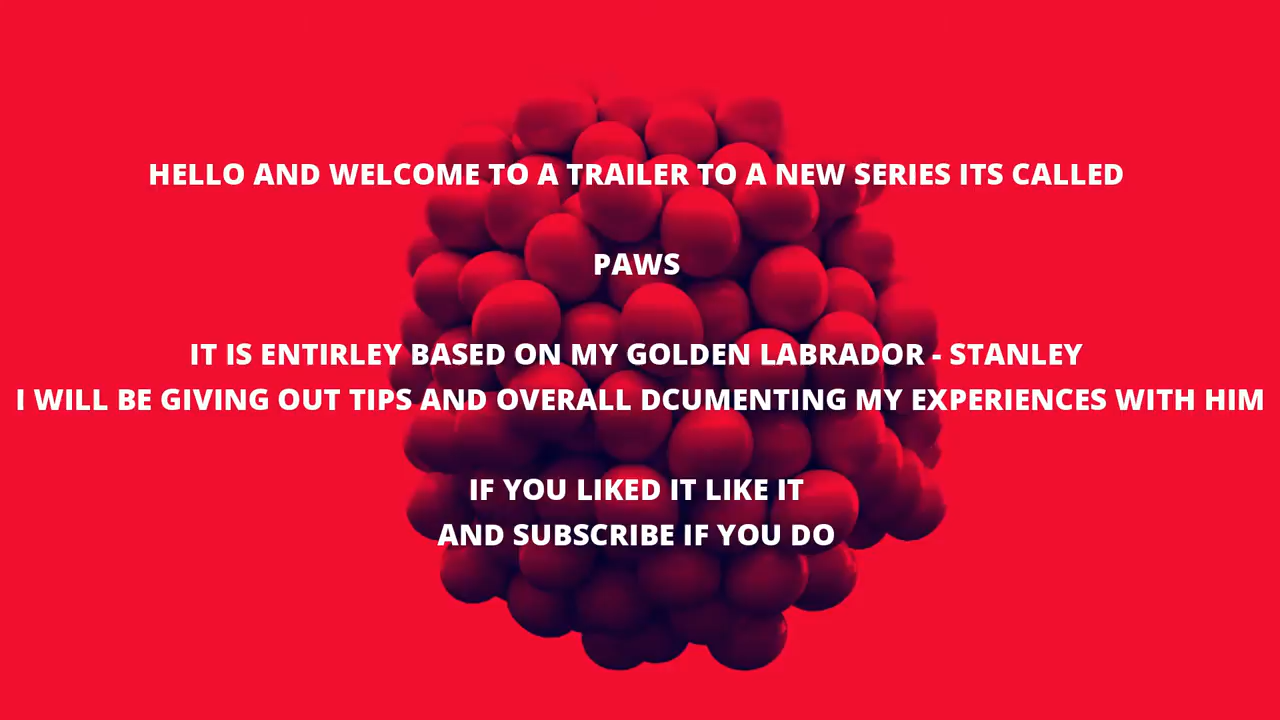 HELLO AND WELCOME TO A TRAILER TO A NEW SERIES ITS CALLED
PAWS
IT IS ENTIRLEY BASED ON MY GOLDEN LABRADOR - STANLEY
I WILL BE GIVING OUT TIPS AND OVERALL DCUMENTING MY EXPERIENCES WITH HIM
IF YOU LIKED IT LIKE IT
AND SUBSCRIBE IF YOU DO